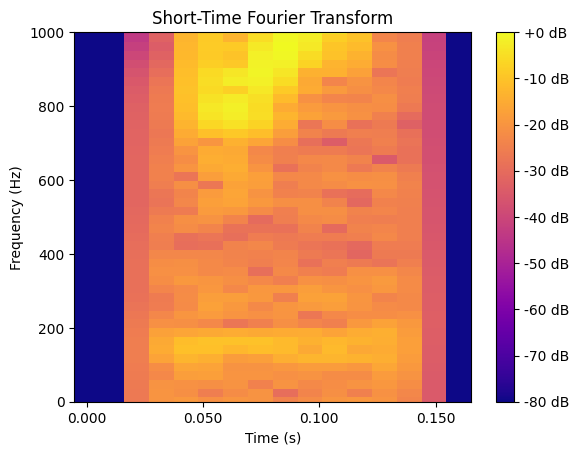 Short-Time Fourier Transform
1000
800
600
400
200
0
Frequency (Hz)
0.000
0.050
0.100
0.150
Time (s)
+0 dB
-10 dB
-20 dB
-30 dB
-40 dB
-50 dB
-60 dB
-70 dB
-80 dB